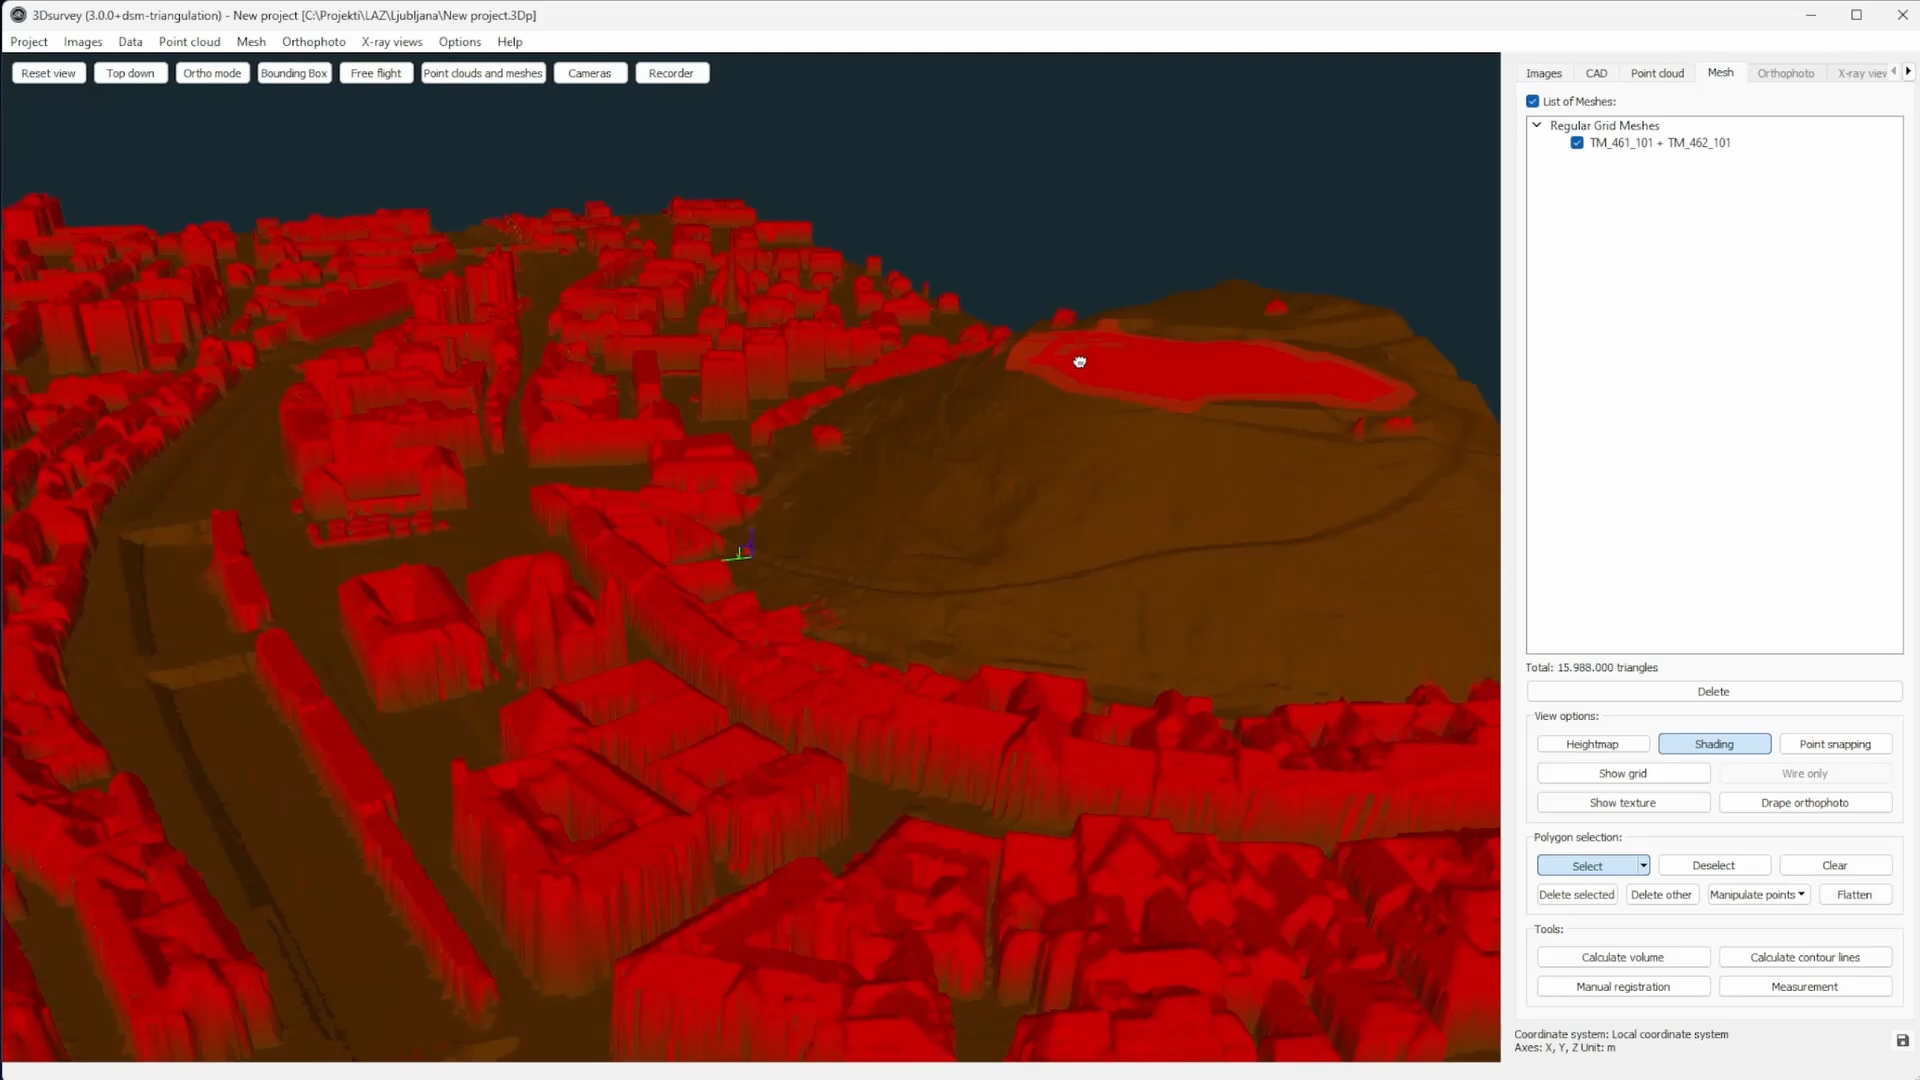 3Dsurvey (3.0.0+dsm-triangulation) - New project [C:\Projekti\LAZ\Ljubljana\New project.3Dp]
Project Images Data Point cloud Mesh Orthophoto X-ray views Options Help
Reset view Top down Ortho mode Bounding Box Free flight Point clouds and meshes Cameras Recorder
Images CAD Point cloud Mesh Orthophoto X-ray view
List of Meshes:
Regular Grid Meshes
TM_461_101 + TM_462_101
Total: 15.988.000 triangles
Delete
View options:
Heightmap Shading Point snapping
Show grid Wire only
Show texture Drape orthophoto
Polygon selection:
Select Deselect Clear
Delete selected Delete other Manipulate points Flatten
Tools:
Calculate volume Calculate contour lines
Manual registration Measurement
Coordinate system: Local coordinate system
Axes: X, Y, Z Unit: m